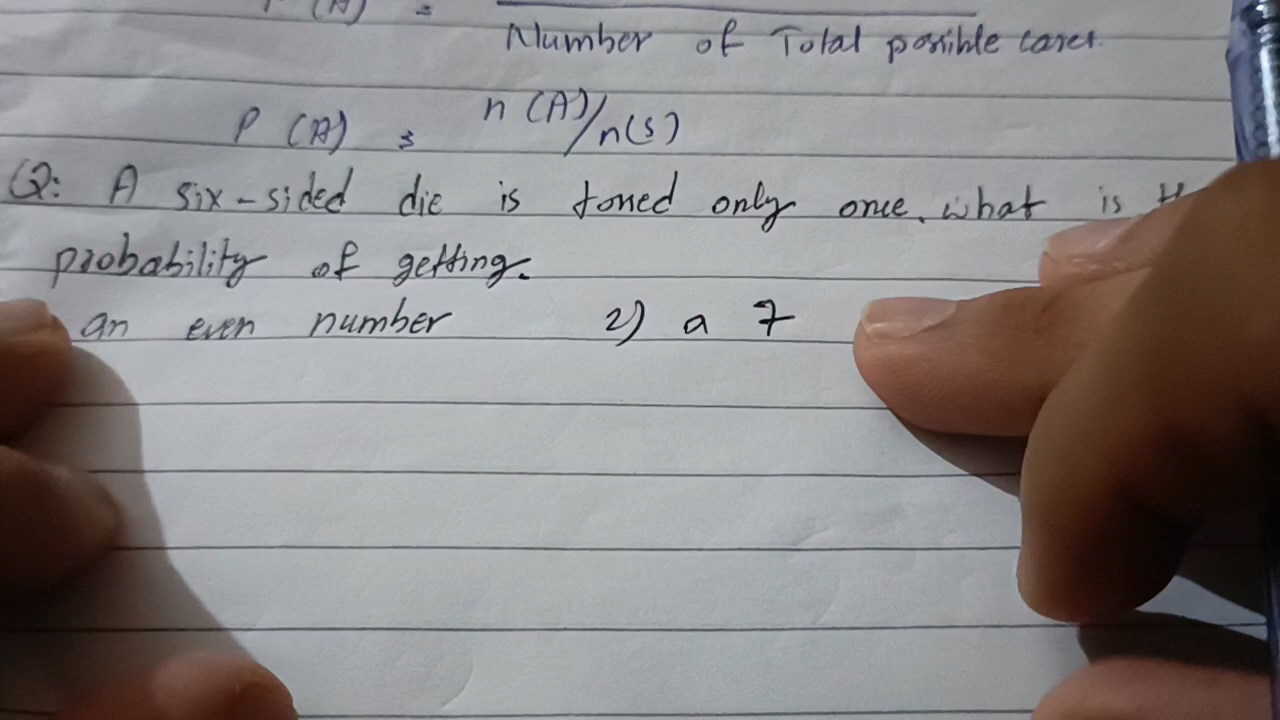 P (A) =
Number of Total possible cases.
P (A) = n (A)/n(s)
Q: A six-sided die is tossed only once. what is
probability of getting.
an even number 2) a 7